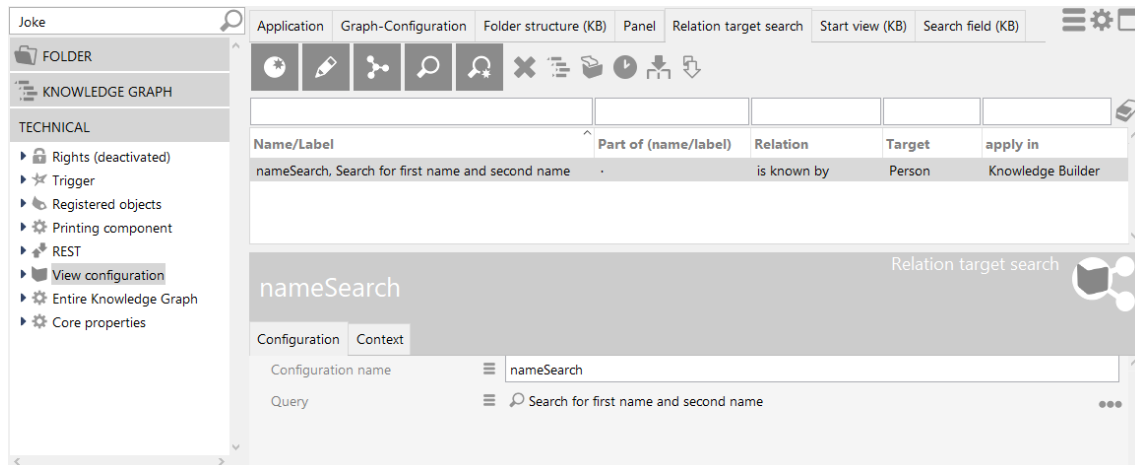 Joke
FOLDER
KNOWLEDGE GRAPH
TECHNICAL
Rights (deactivated)
Trigger
Registered objects
Printing component
REST
View configuration
Entire Knowledge Graph
Core properties
Application Graph-Configuration Folder structure (KB) Panel Relation target search Start view (KB) Search field (KB)
Name/Label Part of (name/label) Relation Target apply in
nameSearch, Search for first name and second name - is known by Person Knowledge Builder
Relation target search
nameSearch
Configuration Context
Configuration name nameSearch
Query Search for first name and second name